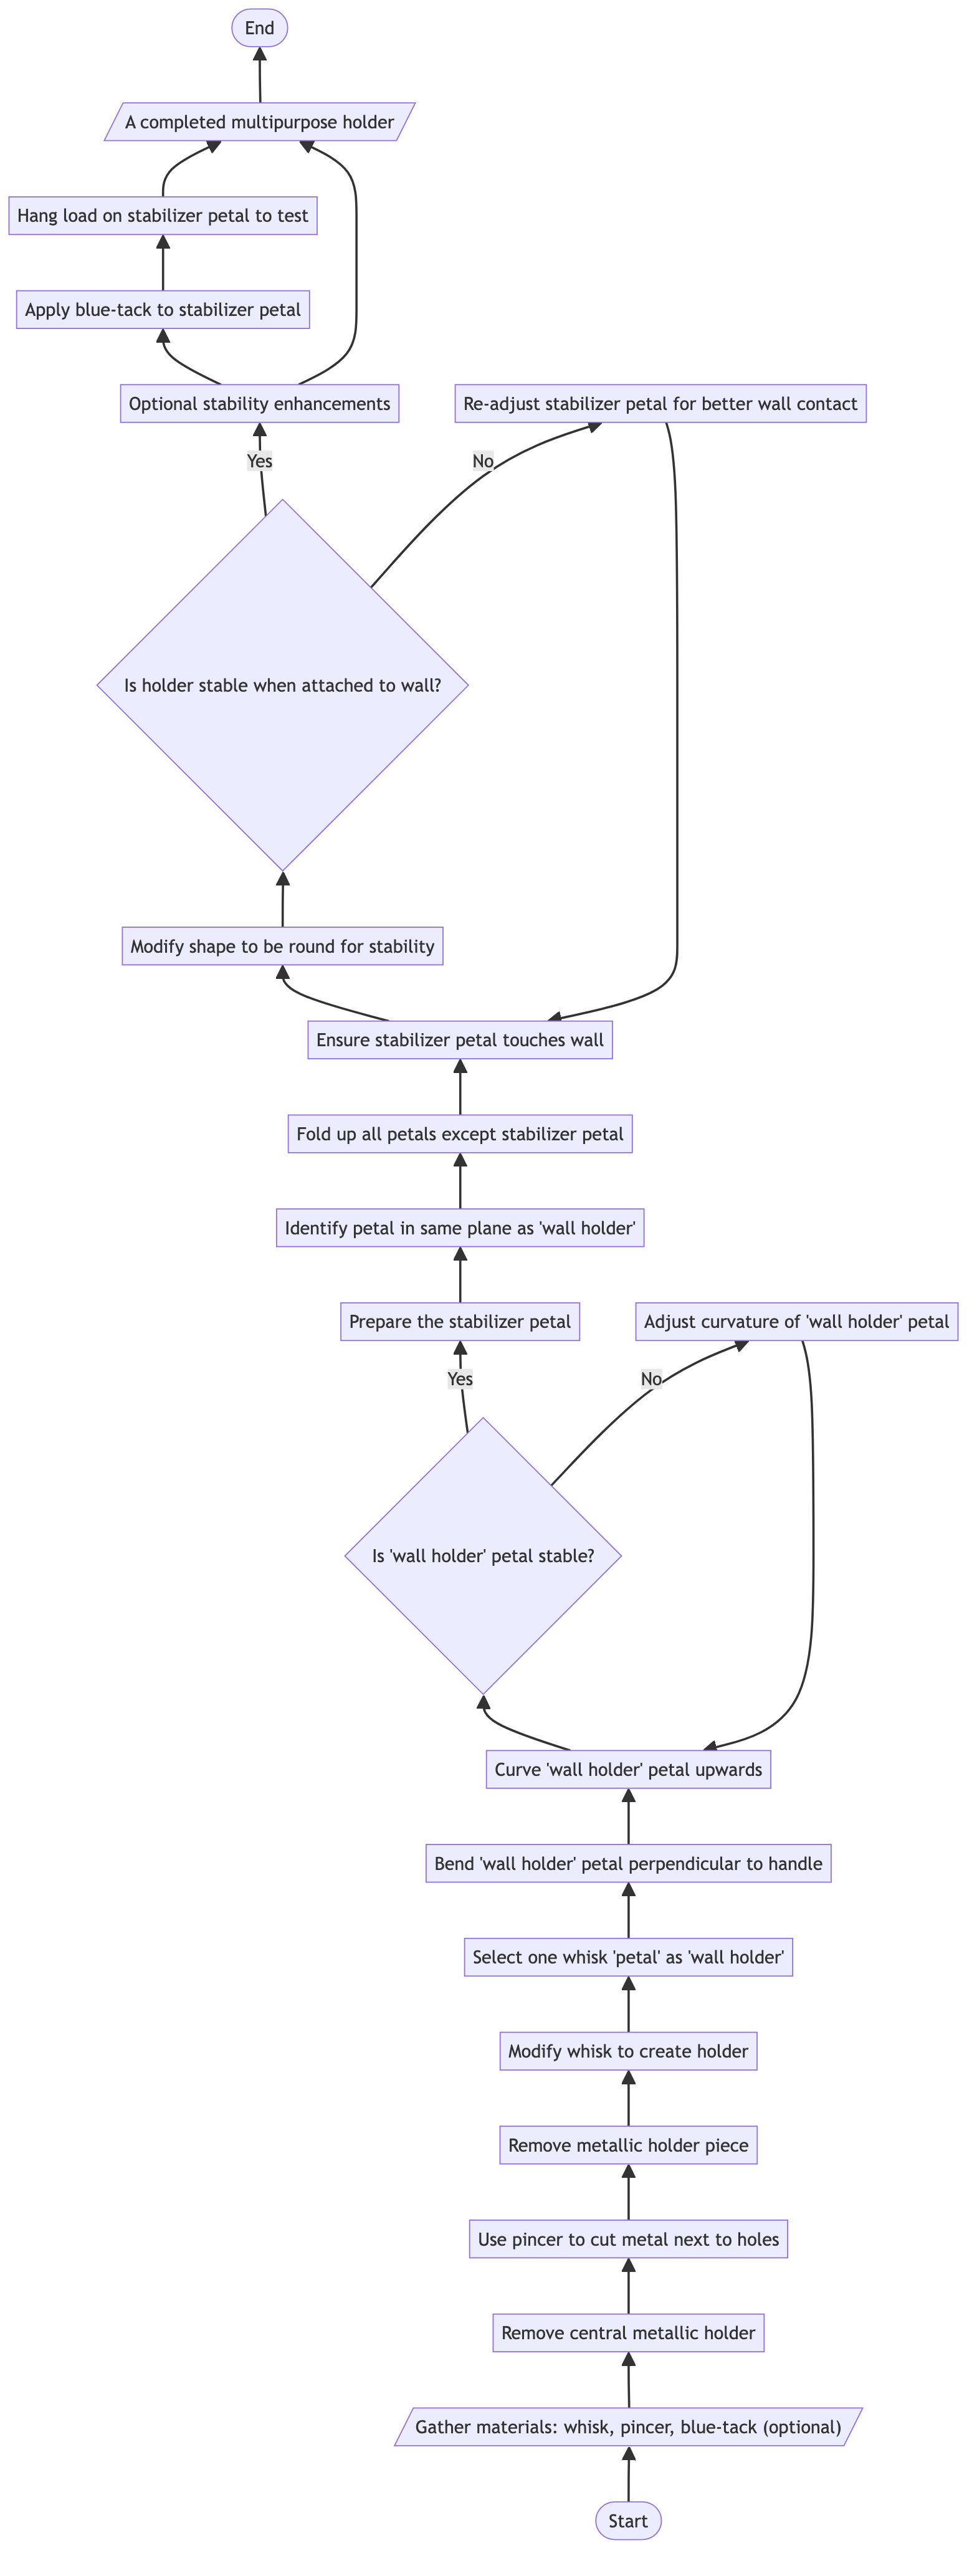 End
A completed multipurpose holder
Hang load on stabilizer petal to test
Apply blue-tack to stabilizer petal
Optional stability enhancements
Re-adjust stabilizer petal for better wall contact
Yes
No
Is holder stable when attached to wall?
Modify shape to be round for stability
Ensure stabilizer petal touches wall
Fold up all petals except stabilizer petal
Identify petal in same plane as 'wall holder'
Prepare the stabilizer petal
Adjust curvature of 'wall holder' petal
Yes
No
Is 'wall holder' petal stable?
Curve 'wall holder' petal upwards
Bend 'wall holder' petal perpendicular to handle
Select one whisk 'petal' as 'wall holder'
Modify whisk to create holder
Remove metallic holder piece
Use pincer to cut metal next to holes
Remove central metallic holder
Gather materials: whisk, pincer, blue-tack (optional)
Start